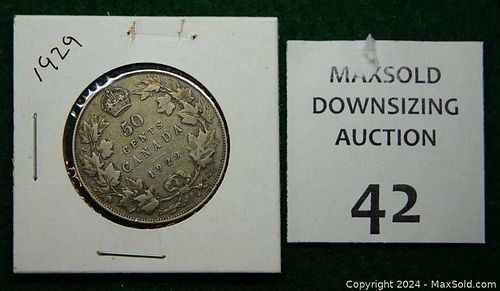 1929
50
CENTS
CANADA
1929
MAXSOLD
DOWNSIZING
AUCTION
42
Copyright © 2024 - MaxSold.com